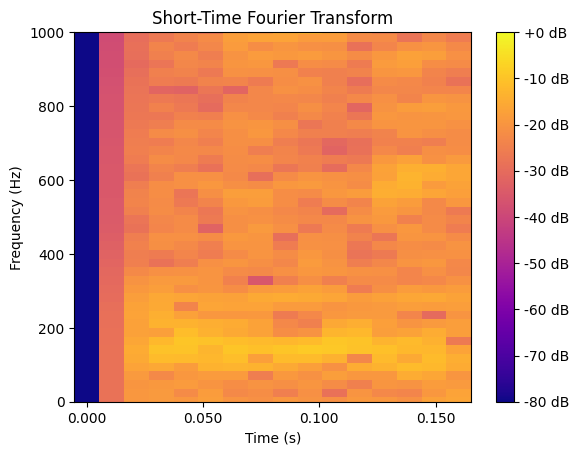 Short-Time Fourier Transform
Frequency (Hz)
1000
800
600
400
200
0
0.000
0.050
0.100
0.150
Time (s)
+0 dB
-10 dB
-20 dB
-30 dB
-40 dB
-50 dB
-60 dB
-70 dB
-80 dB